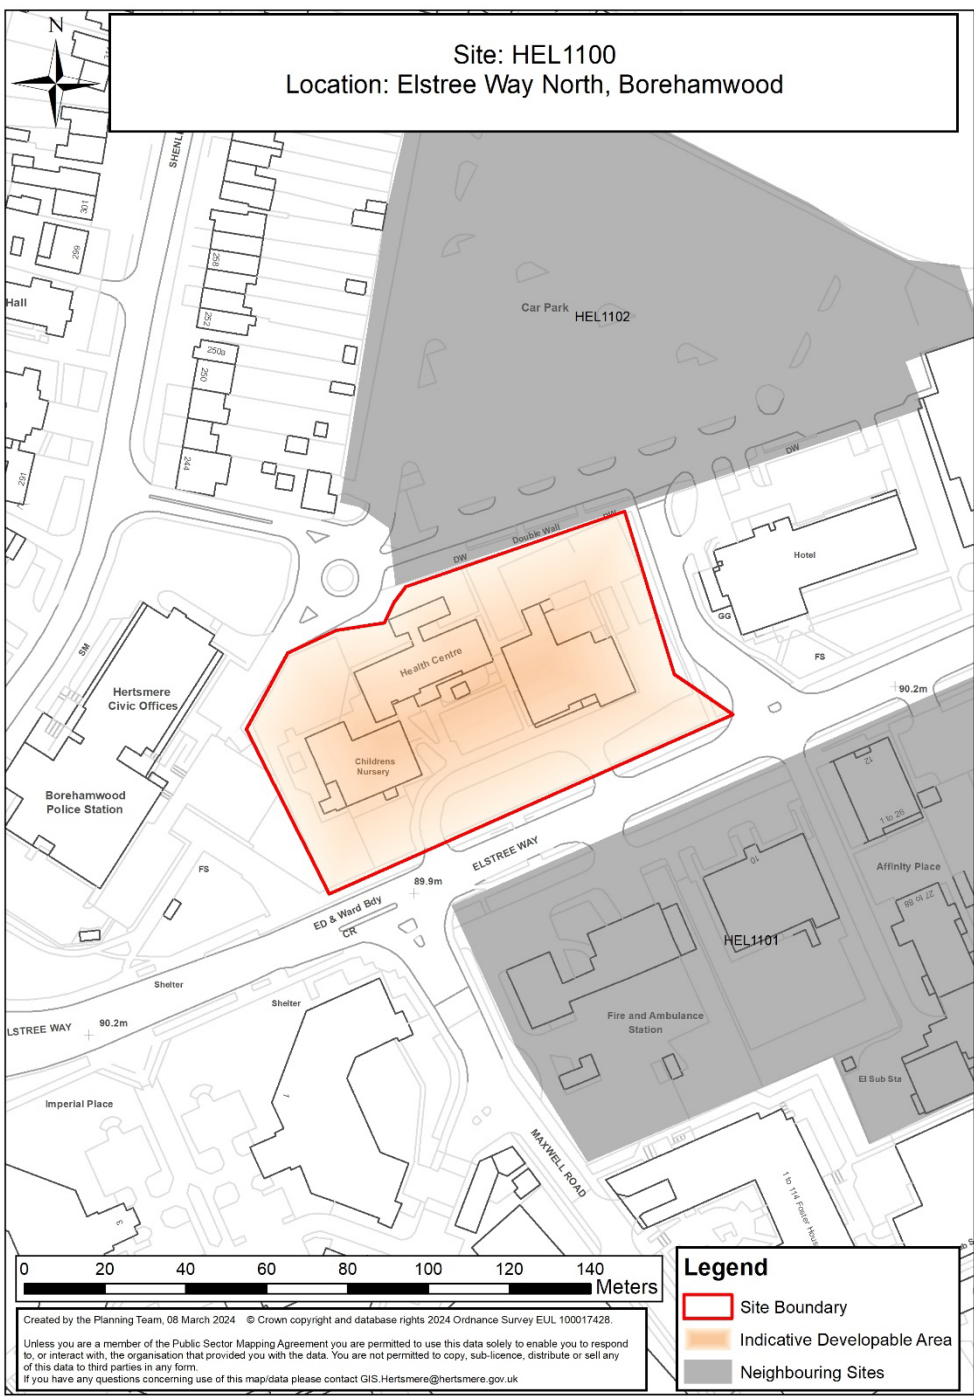 N
Site: HEL1100
Location: Elstree Way North, Borehamwood
SHENL
301
299
Hall
258
252
250a
250
244
291
Car Park
HEL1102
DW
DW
Double Wall
DW
Hotel
GG
FS
90.2m
SM
Hertsmere
Civic Offices
Health Centre
Childrens
Nursery
Borehamwood
Police Station
FS
ELSTREE WAY
89.9m
ED & Ward Bdy
CR
12
1 to 26
10
Affinity Place
27 to 88
HEL1101
Shelter
Shelter
LSTREE WAY
90.2m
Fire and Ambulance
Station
El Sub Sta
Imperial Place
1
3
MAXWELL ROAD
1 to 114 Foster Hous
0 20 40 60 80 100 120 140
Meters
Created by the Planning Team, 08 March 2024 © Crown copyright and database rights 2024 Ordnance Survey EUL 100017428.
Unless you are a member of the Public Sector Mapping Agreement you are permitted to use this data solely to enable you to respond
to, or interact with, the organisation that provided you with the data. You are not permitted to copy, sub-licence, distribute or sell any
of this data to third parties in any form.
If you have any questions concerning use of this map/data please contact GIS.Hertsmere@hertsmere.gov.uk
Legend
Site Boundary
Indicative Developable Area
Neighbouring Sites